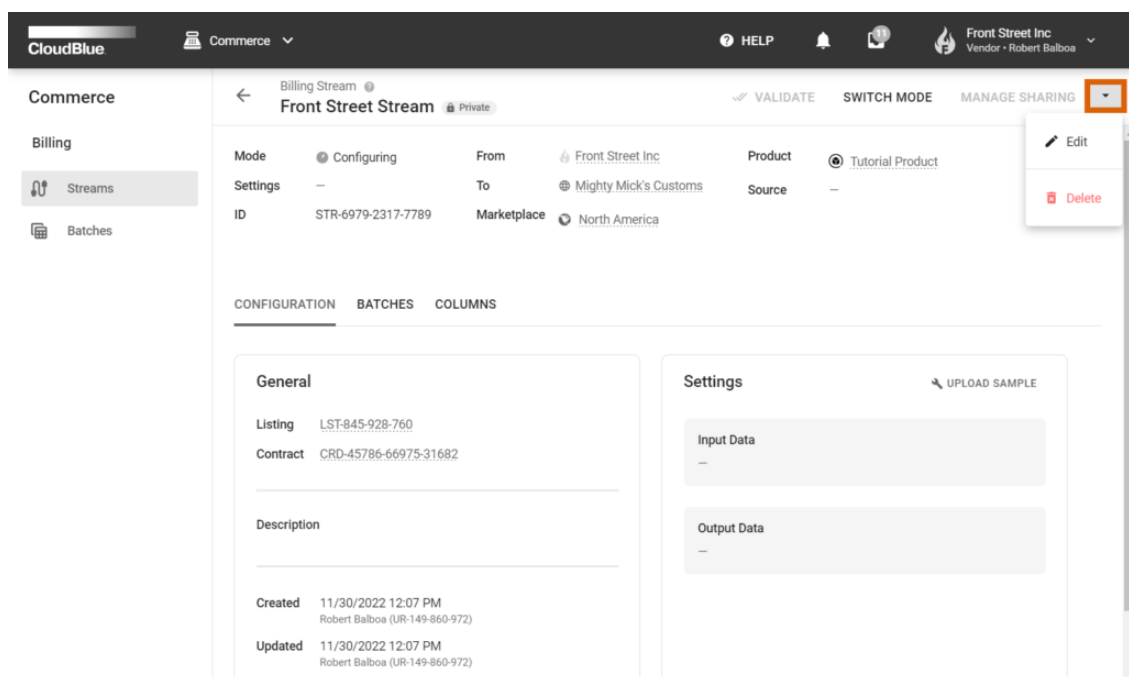 CloudBlue
Commerce
HELP
11
Front Street Inc
Vendor • Robert Balboa
Commerce
Billing
Streams
Batches
Billing Stream
Front Street Stream
Private
VALIDATE
SWITCH MODE
MANAGE SHARING
Edit
Delete
Mode Configuring
Settings –
ID STR-6979-2317-7789
From Front Street Inc
To Mighty Mick's Customs
Marketplace North America
Product Tutorial Product
Source –
CONFIGURATION BATCHES COLUMNS
General
Listing LST-845-928-760
Contract CRD-45786-66975-31682
Description
Created 11/30/2022 12:07 PM
Robert Balboa (UR-149-860-972)
Updated 11/30/2022 12:07 PM
Robert Balboa (UR-149-860-972)
Settings
UPLOAD SAMPLE
Input Data
–
Output Data
–